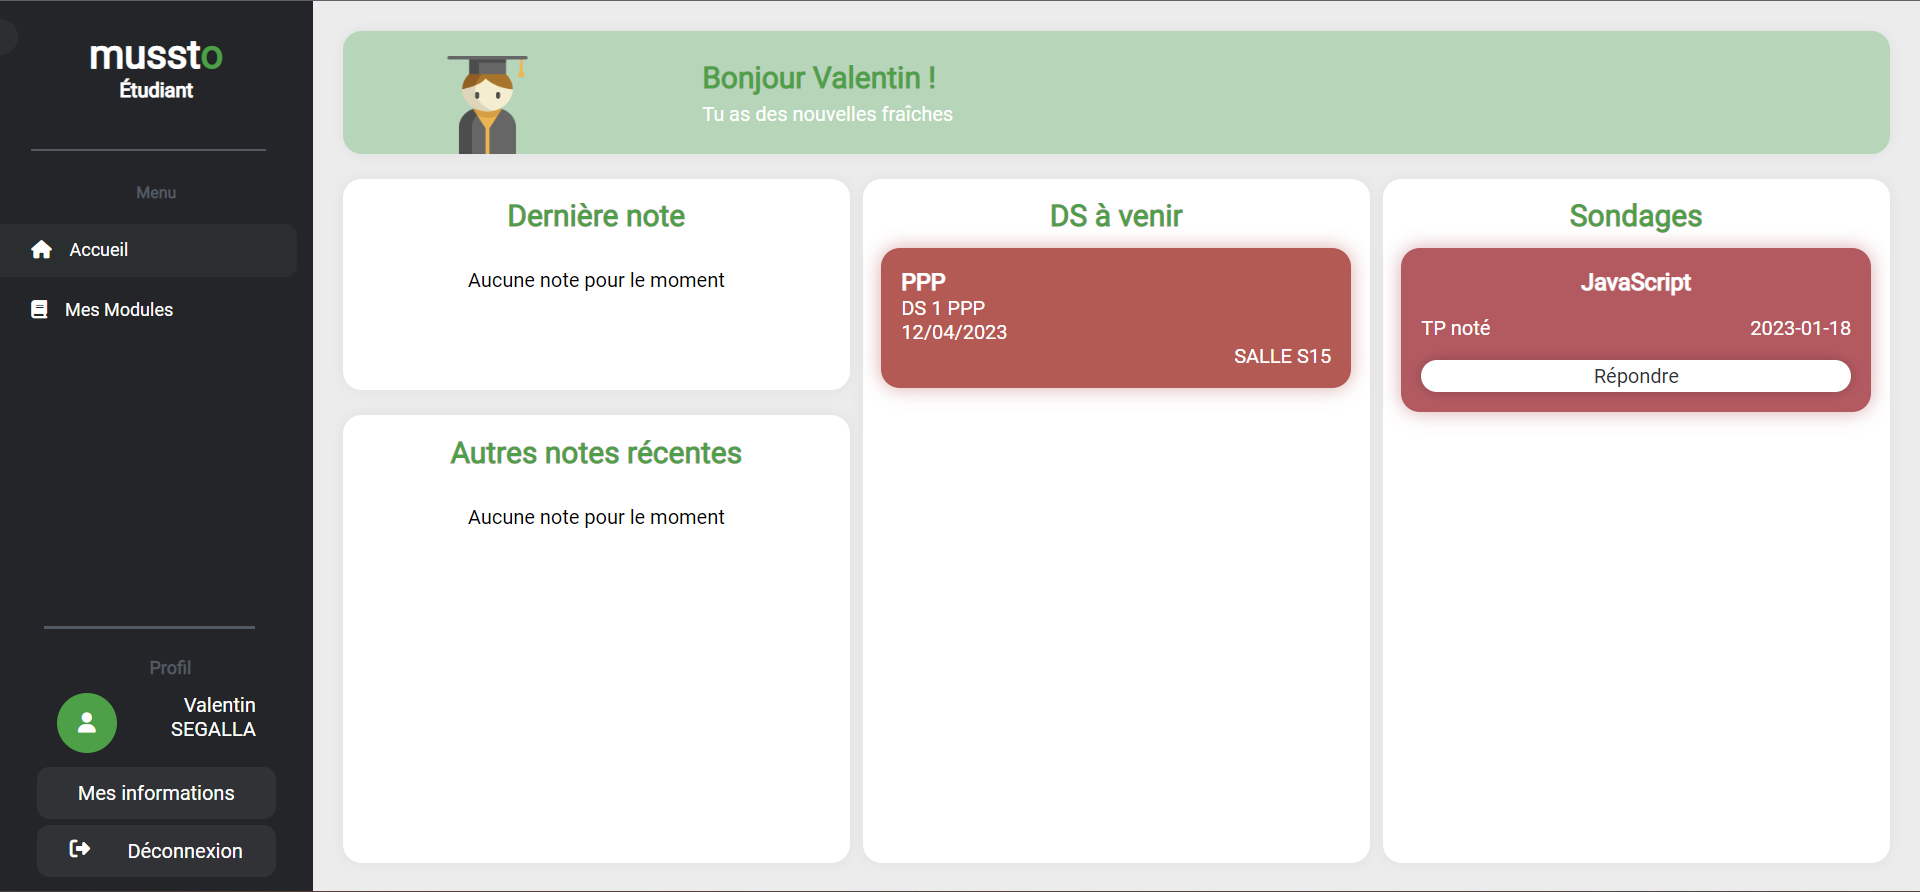 mussto
Étudiant
Menu
Accueil
Mes Modules
Profil
Valentin
SEGALLA
Mes informations
Déconnexion
Bonjour Valentin !
Tu as des nouvelles fraîches
Dernière note
Aucune note pour le moment
Autres notes récentes
Aucune note pour le moment
DS à venir
PPP
DS 1 PPP
12/04/2023
SALLE S15
Sondages
JavaScript
TP noté 2023-01-18
Répondre